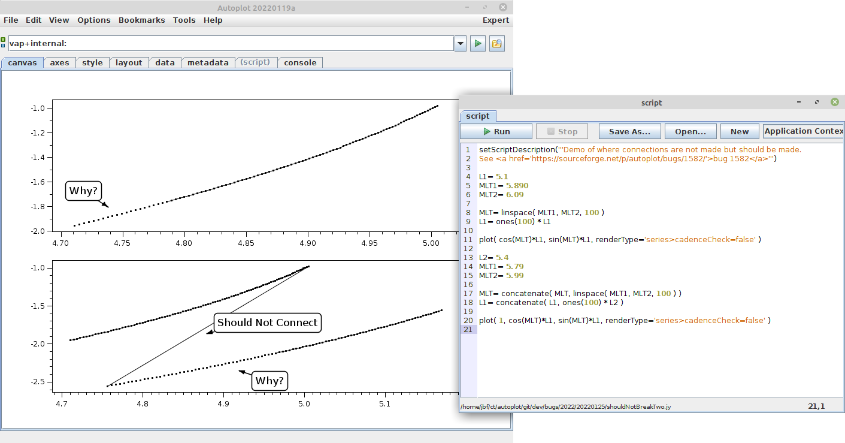 Autoplot 20220119a
File Edit View Options Bookmarks Tools Help Expert
vap+internal:
canvas axes style layout data metadata (script) console
-1.0
-1.2
-1.4
-1.6
-1.8
-2.0
Why?
4.70 4.75 4.80 4.85 4.90 4.95 5.00
-1.0
-1.5
-2.0
-2.5
Should Not Connect
Why?
4.7 4.8 4.9 5.0 5.1
script
script
Run Stop Save As... Open... New Application Contex
1 setScriptDescription('''Demo of where connections are not made but should be made.
2 See <a href='https://sourceforge.net/p/autoplot/bugs/1582/'>bug 1582</a>''')
3
4 L1= 5.1
5 MLT1= 5.890
6 MLT2= 6.09
7
8 MLT= linspace( MLT1, MLT2, 100 )
9 L1= ones(100) * L1
10
11 plot( cos(MLT)*L1, sin(MLT)*L1, renderType='series>cadenceCheck=false' )
12
13 L2= 5.4
14 MLT1= 5.79
15 MLT2= 5.99
16
17 MLT= concatenate( MLT, linspace( MLT1, MLT2, 100 ) )
18 L1= concatenate( L1, ones(100) * L2 )
19
20 plot( 1, cos(MLT)*L1, sin(MLT)*L1, renderType='series>cadenceCheck=false' )
21
/home/jbf/ct/autoplot/git/dev/bugs/2022/20220125/shouldNotBreakTwo.jy 21,1